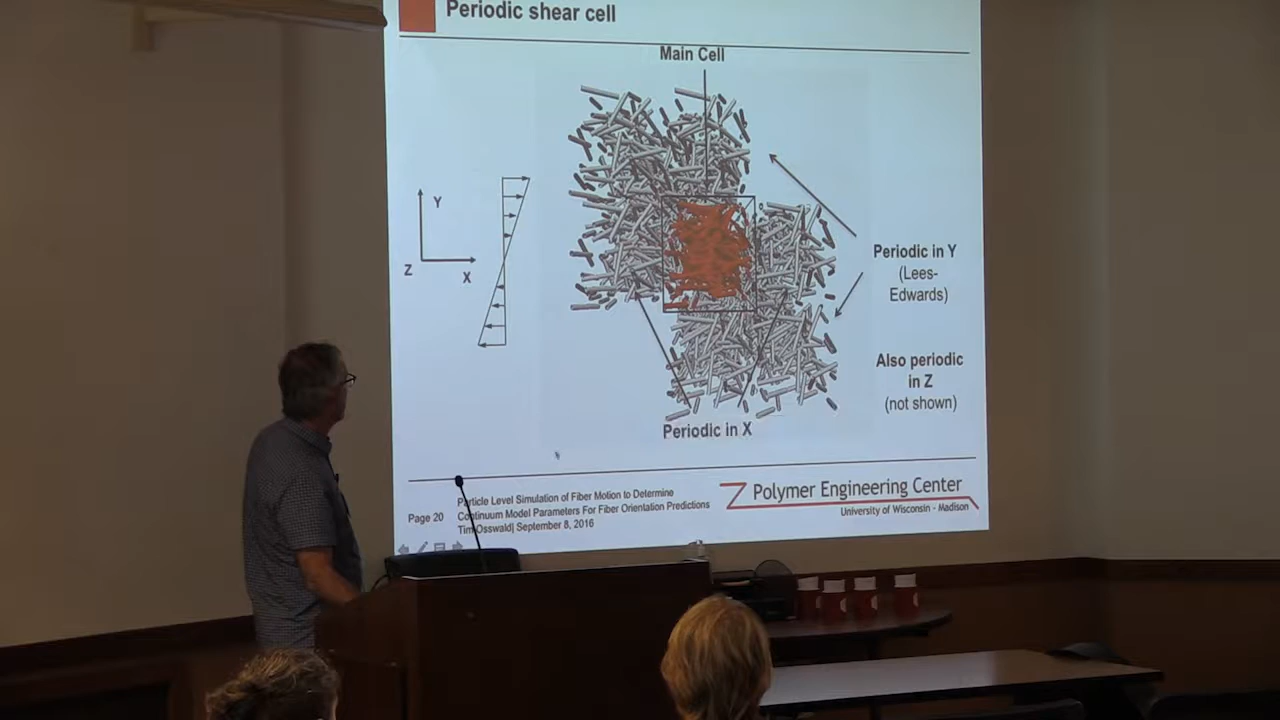 Periodic shear cell
Main Cell
Y
Z
X
Periodic in Y
(Lees-
Edwards)
Also periodic
in Z
(not shown)
Periodic in X
Page 20
Particle Level Simulation of Fiber Motion to Determine
Continuum Model Parameters For Fiber Orientation Predictions
Tim Osswald| September 8, 2016
Polymer Engineering Center
University of Wisconsin - Madison